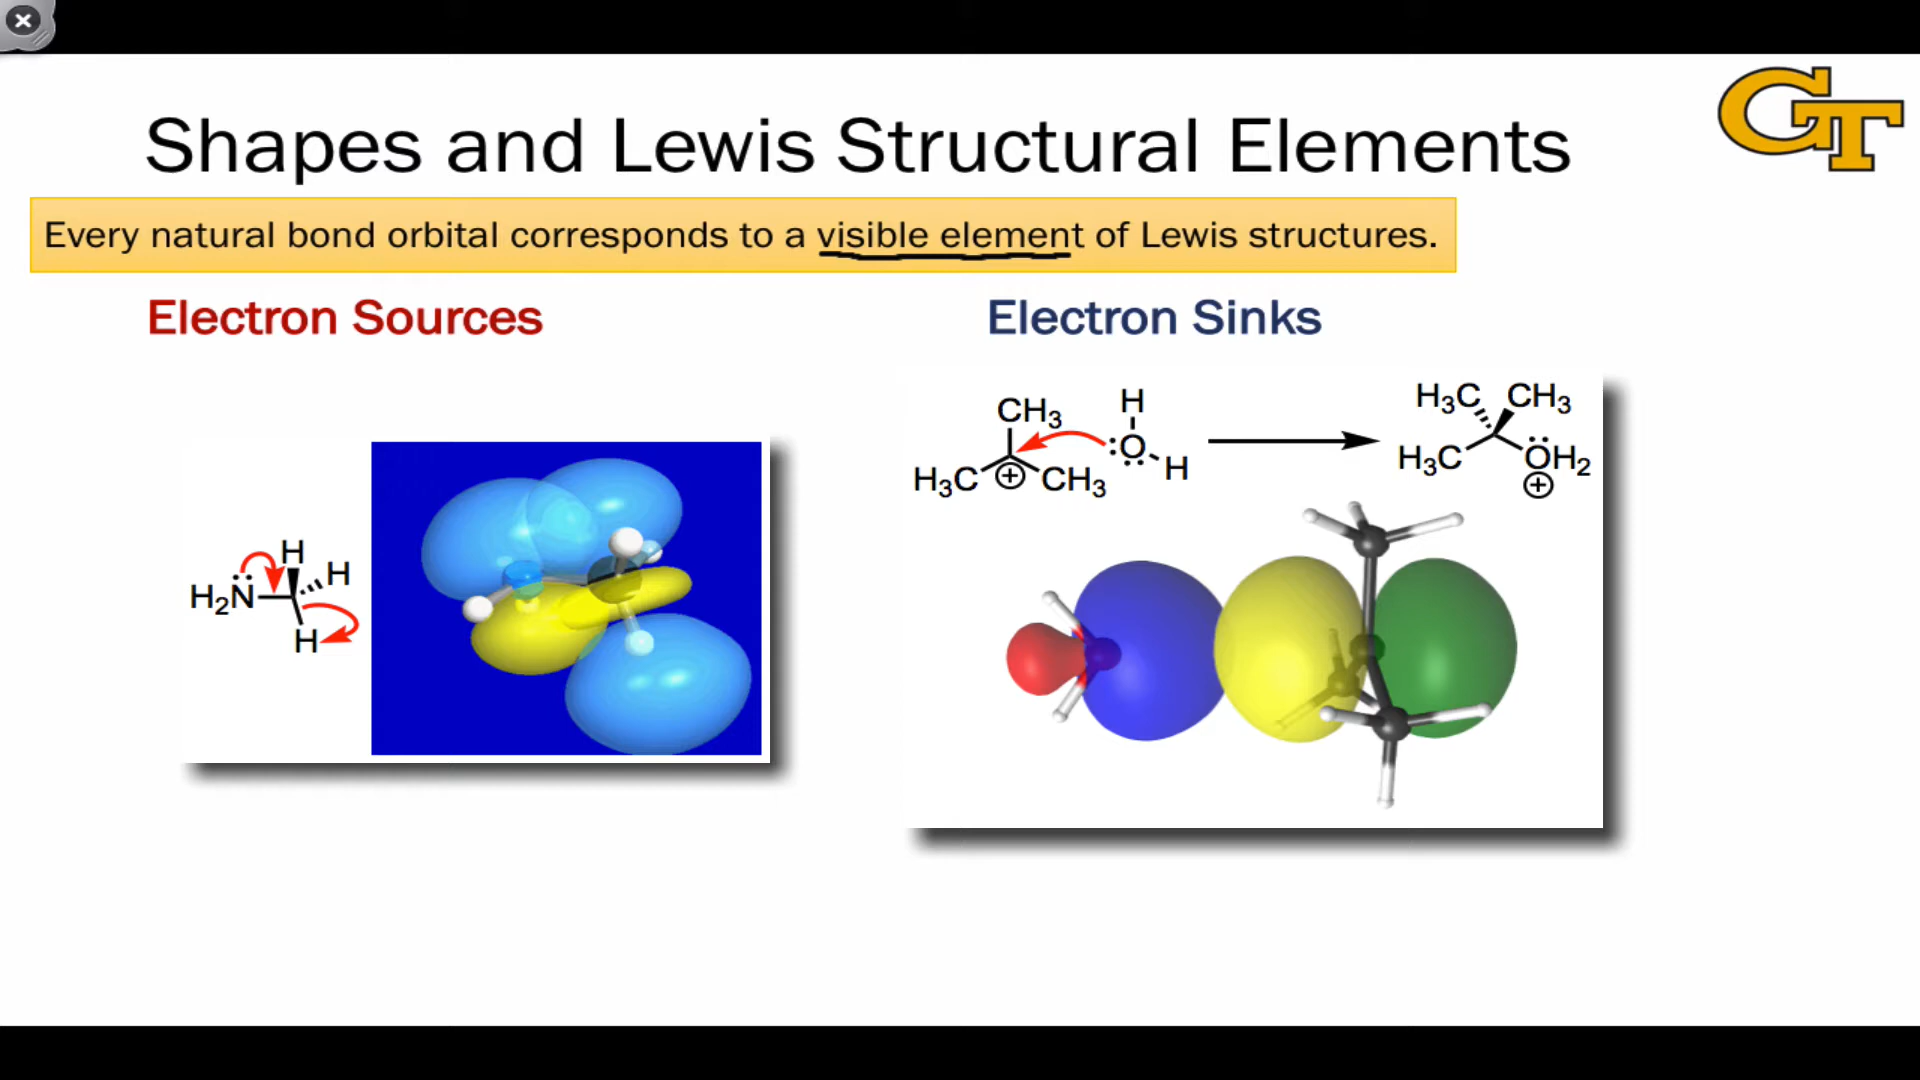 GT
Shapes and Lewis Structural Elements
Every natural bond orbital corresponds to a visible element of Lewis structures.
Electron Sources
Electron Sinks
H
H
H₂N
H
CH₃
H₃C
⊕
CH₃
H
:O
H
H₃C
CH₃
H₃C
OH₂
⊕